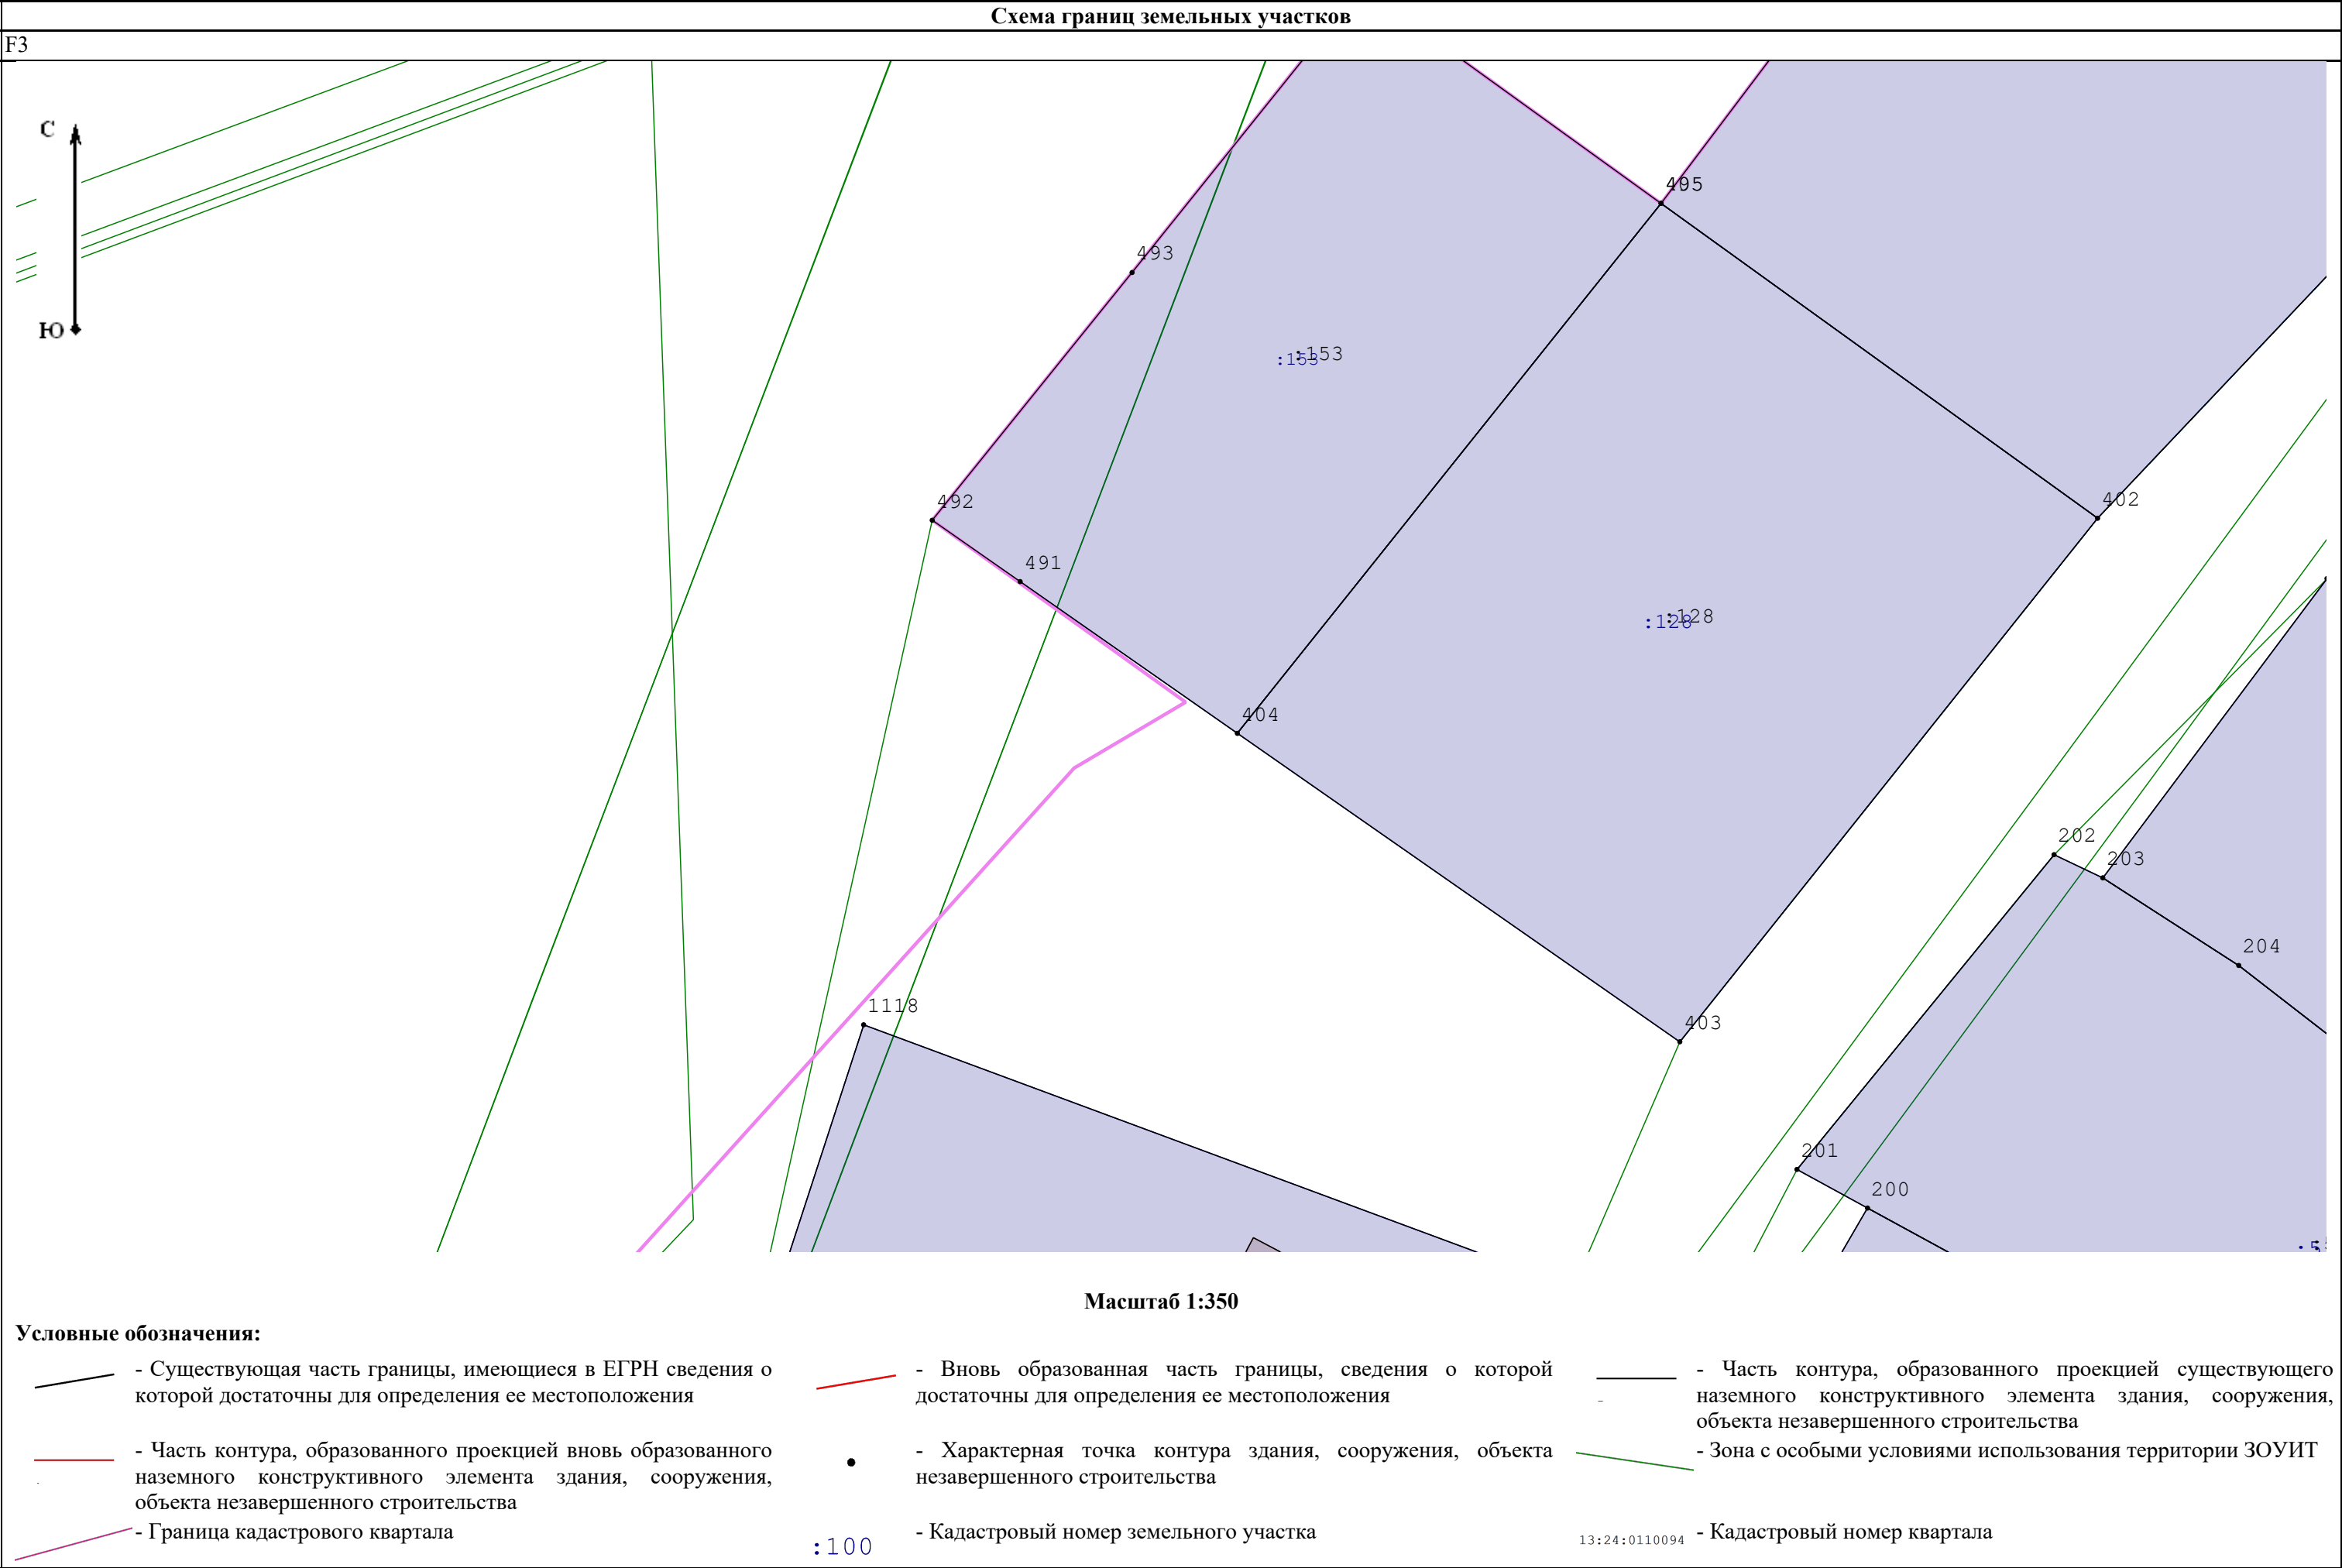 Схема границ земельных участков
F3
С
495
493
:153
:153
Ю
492
402
491
:128
:128
404
202
203
204
1118
403
201
200
Масштаб 1:350
Условные обозначения:
- Существующая часть границы, имеющиеся в ЕГРН сведения о
которой достаточны для определения ее местоположения
- Вновь образованная часть границы, сведения о которой
достаточны для определения ее местоположения
- Часть контура, образованного проекцией существующего
наземного конструктивного элемента здания, сооружения,
объекта незавершенного строительства
- Часть контура, образованного проекцией вновь образованного
наземного конструктивного элемента здания, сооружения,
объекта незавершенного строительства
- Характерная точка контура здания, сооружения, объекта
незавершенного строительства
- Зона с особыми условиями использования территории ЗОУИТ
- Граница кадастрового квартала
:100
- Кадастровый номер земельного участка
13:24:0110094
- Кадастровый номер квартала